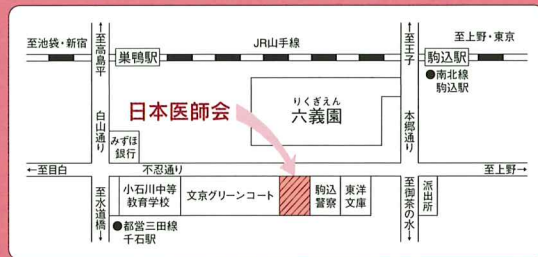 至池袋・新宿
↑至高島平
巣鴨駅
JR山手線
↑至王子
駒込駅
至上野・東京
●南北線
駒込駅
白山通り
日本医師会
りくぎえん
六義園
本郷通り
みずほ
銀行
←至目白
不忍通り
至上野→
至水道橋↓
小石川中等
教育学校
文京グリーンコート
駒込
警察
東洋
文庫
至御茶の水↓
派出所
●都営三田線
千石駅